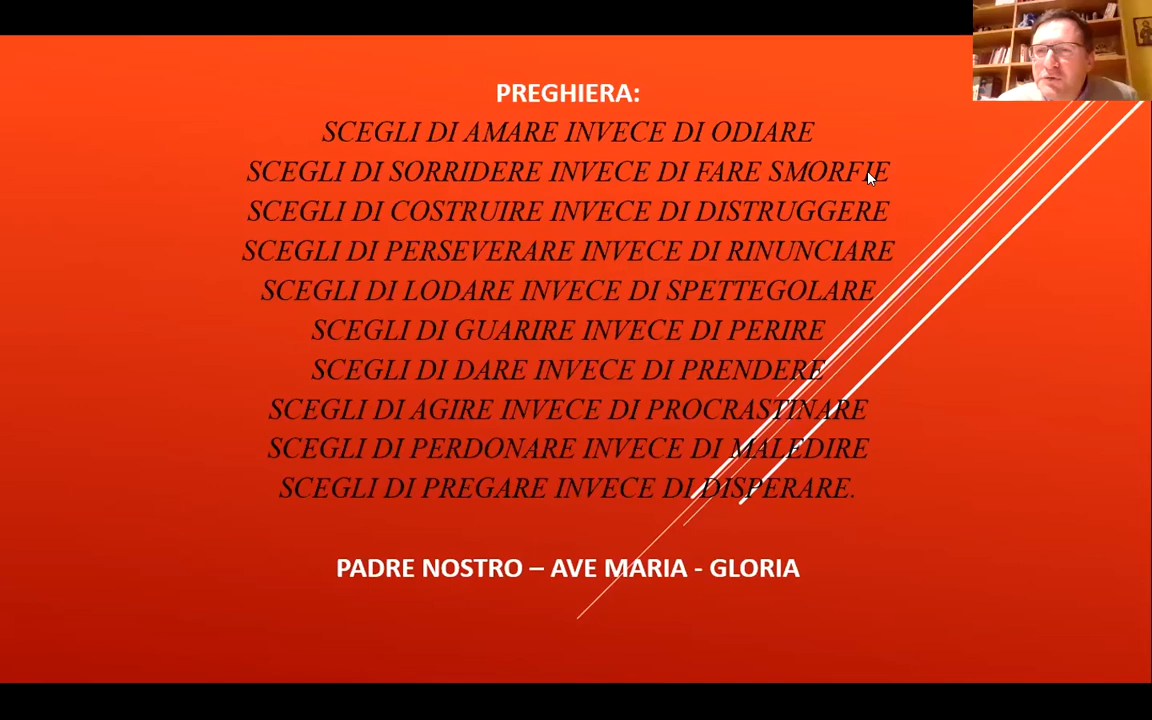 PREGHIERA:
SCEGLI DI AMARE INVECE DI ODIARE
SCEGLI DI SORRIDERE INVECE DI FARE SMORFIE
SCEGLI DI COSTRUIRE INVECE DI DISTRUGGERE
SCEGLI DI PERSEVERARE INVECE DI RINUNCIARE
SCEGLI DI LODARE INVECE DI SPETTEGOLARE
SCEGLI DI GUARIRE INVECE DI PERIRE
SCEGLI DI DARE INVECE DI PRENDERE
SCEGLI DI AGIRE INVECE DI PROCRASTINARE
SCEGLI DI PERDONARE INVECE DI MALEDIRE
SCEGLI DI PREGARE INVECE DI DISPERARE.
PADRE NOSTRO – AVE MARIA - GLORIA